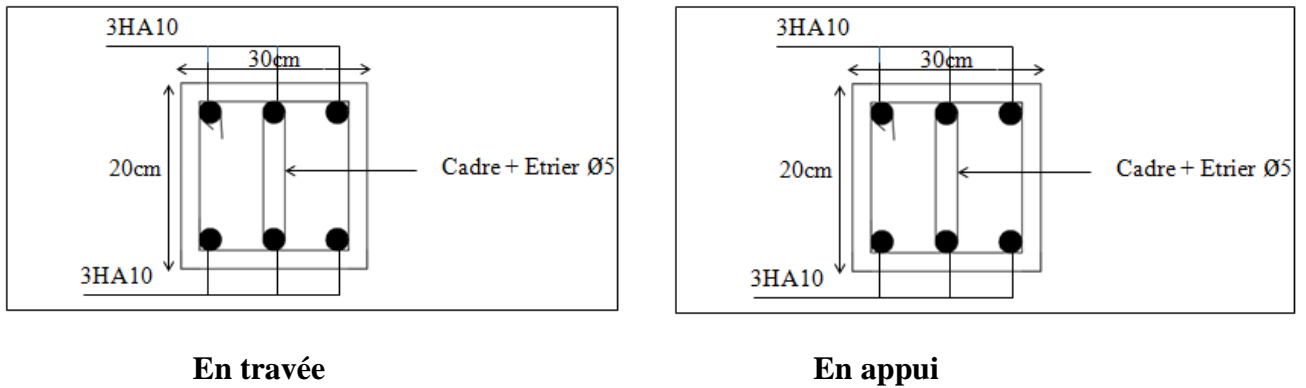 3HA10
30cm
20cm
Cadre + Etrier Ø5
3HA10
En travée
3HA10
30cm
20cm
Cadre + Etrier Ø5
3HA10
En appui